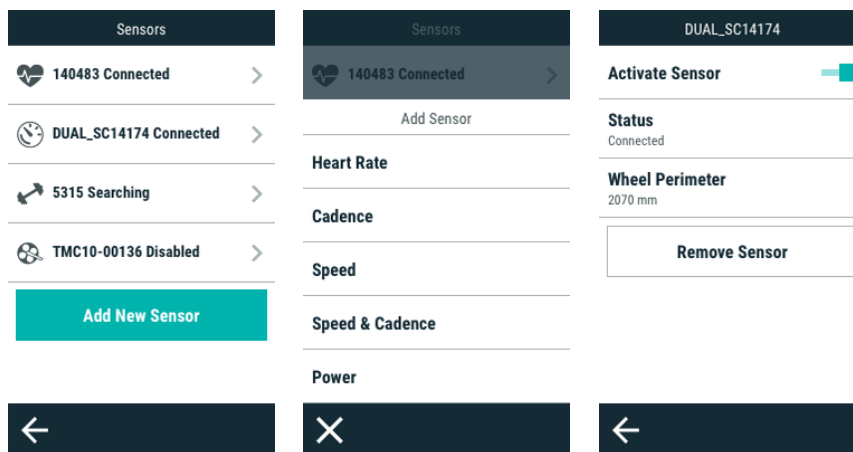 Sensors
140483 Connected
DUAL_SC14174 Connected
5315 Searching
TMC10-00136 Disabled
Add New Sensor
Sensors
140483 Connected
Add Sensor
Heart Rate
Cadence
Speed
Speed & Cadence
Power
DUAL_SC14174
Activate Sensor
Status
Connected
Wheel Perimeter
2070 mm
Remove Sensor